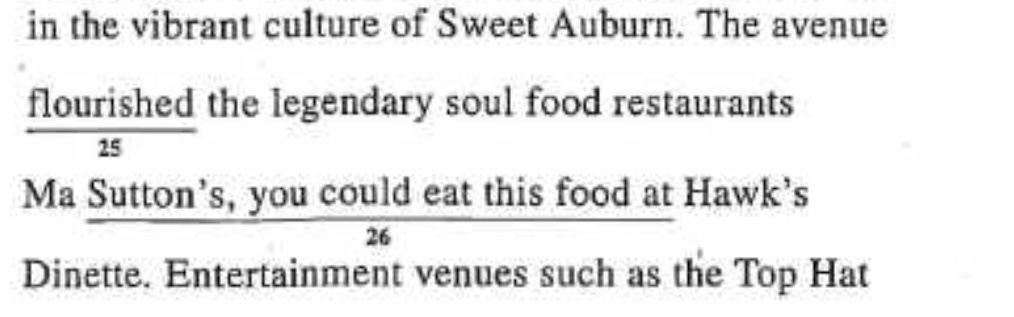 in the vibrant culture of Sweet Auburn. The avenue
flourished the legendary soul food restaurants
25
Ma Sutton's, you could eat this food at Hawk's
26
Dinette. Entertainment venues such as the Top Hat